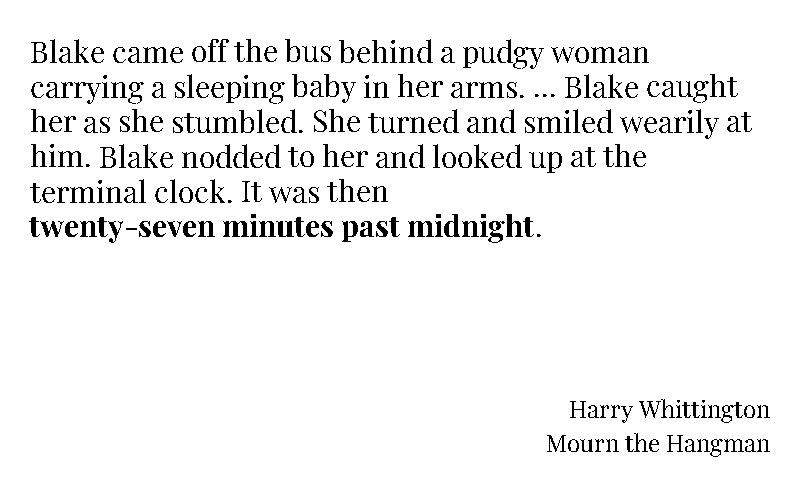 Blake came off the bus behind a pudgy woman
carrying a sleeping baby in her arms. ... Blake caught
her as she stumbled. She turned and smiled wearily at
him. Blake nodded to her and looked up at the
terminal clock. It was then
twenty-seven minutes past midnight.
Harry Whittington
Mourn the Hangman